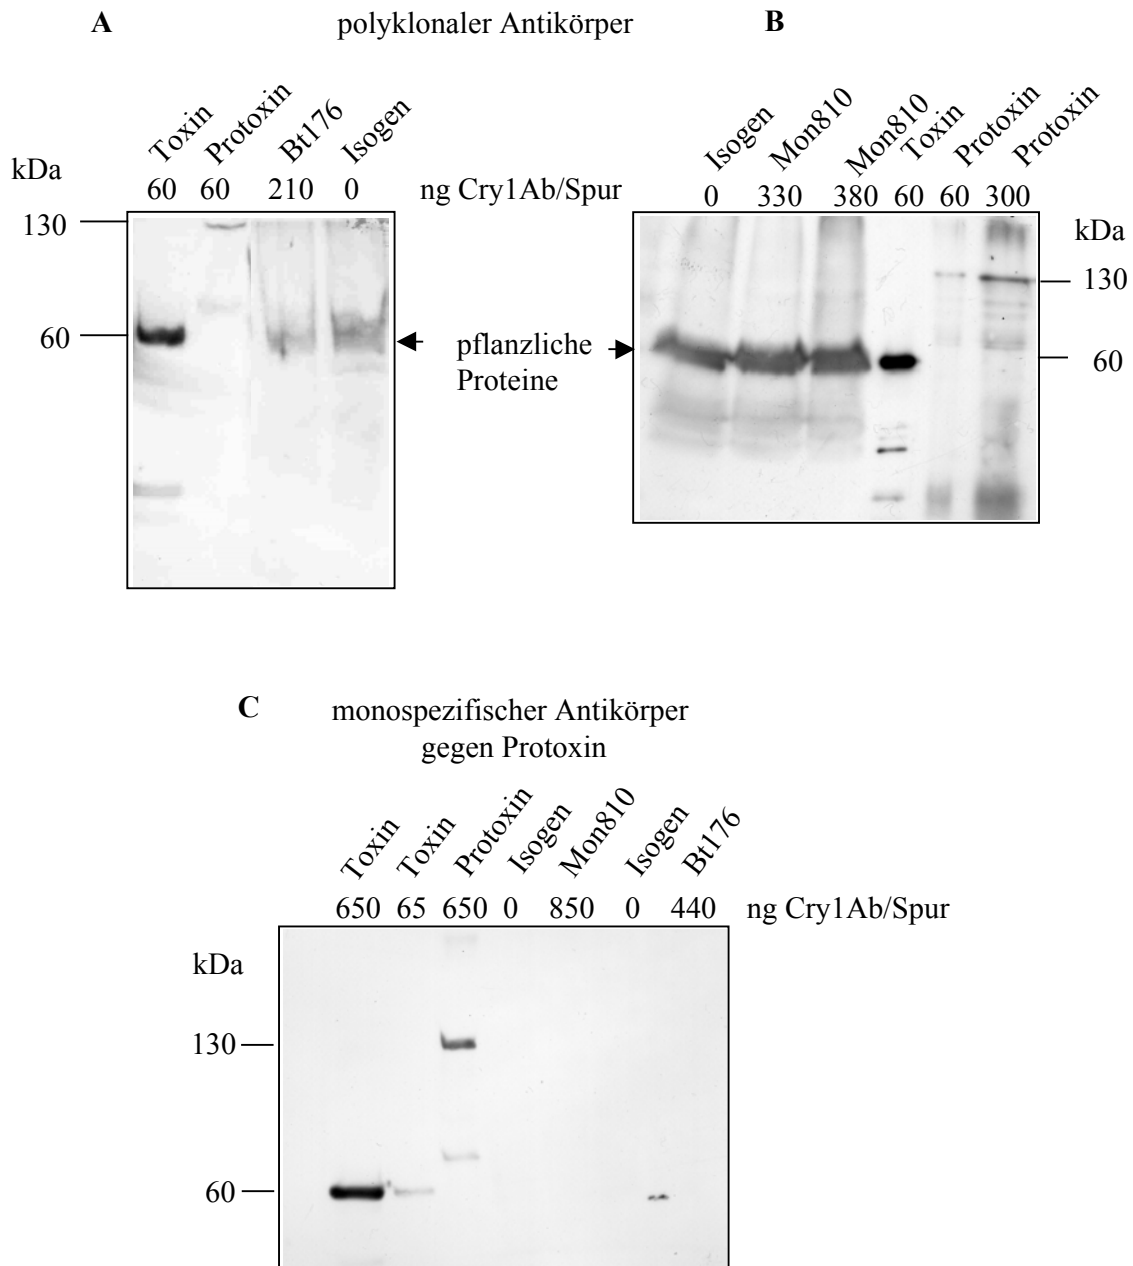 A
polyklonaler Antikörper
B
Toxin
Protoxin
Bt176
Isogen
kDa
60 60 210 0 ng Cry1Ab/Spur
130
60
pflanzliche
Proteine
Isogen
Mon810
Mon810
Toxin
Protoxin
Protoxin
0 330 380 60 60 300
kDa
130
60
C
monospezifischer Antikörper
gegen Protoxin
Toxin
Toxin
Protoxin
Isogen
Mon810
Isogen
Bt176
650 65 650 0 850 0 440 ng Cry1Ab/Spur
kDa
130
60